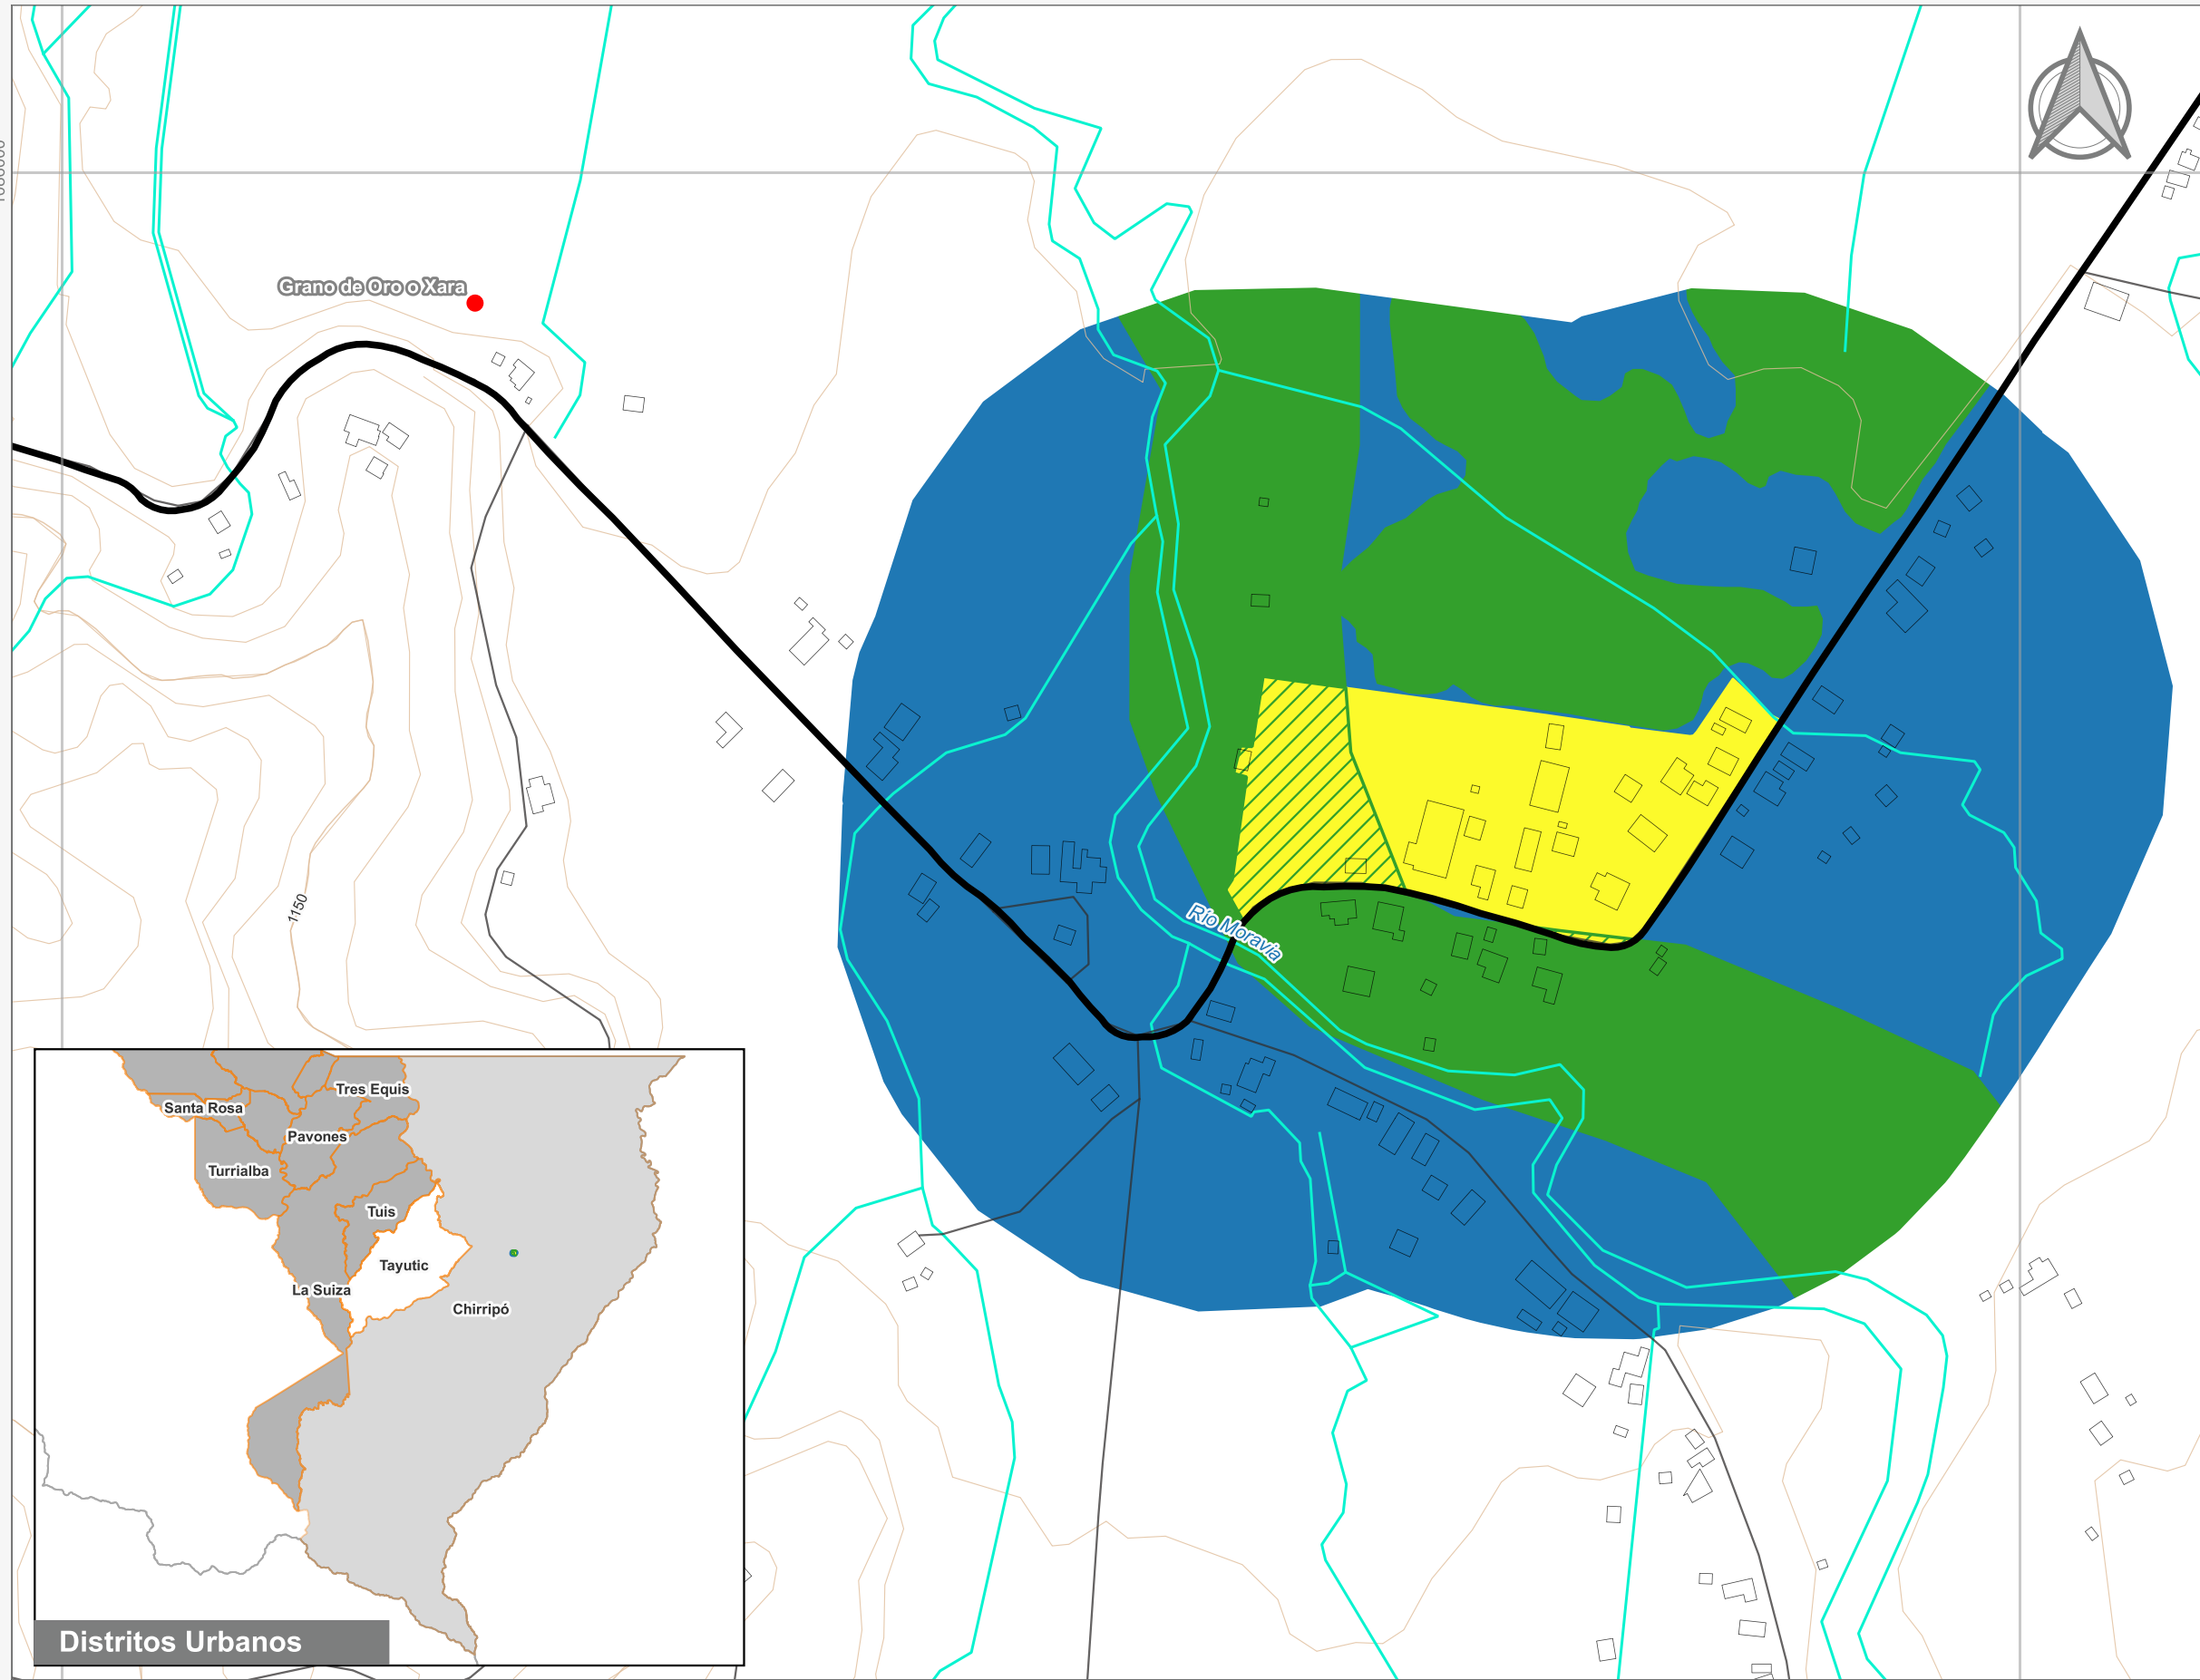 Grano de Oro o Xara
Río Moravia
1150
Tres Equis
Santa Rosa
Pavones
Turrialba
Tuis
Tayutic
La Suiza
Chirripó
Distritos Urbanos